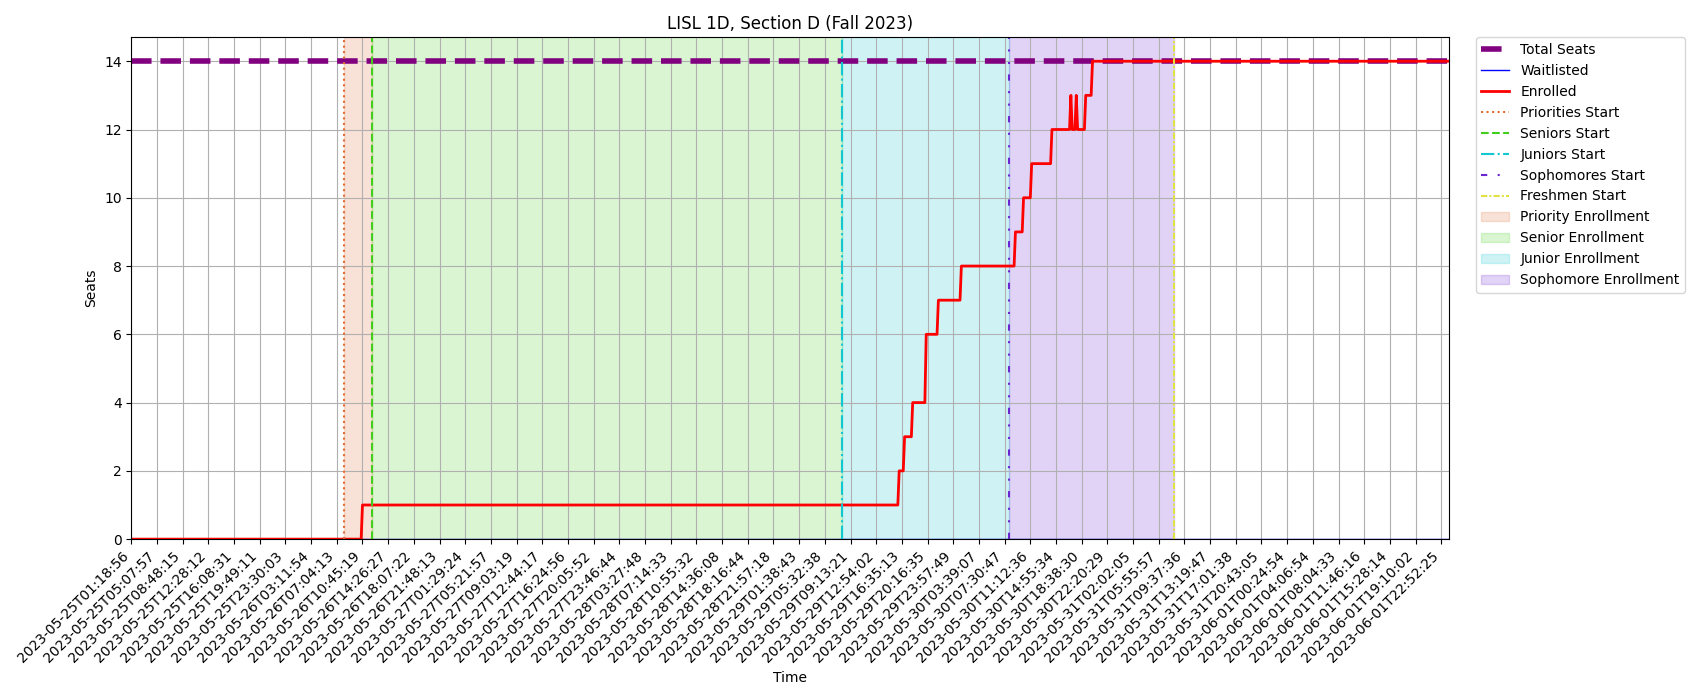 LISL 1D, Section D (Fall 2023)
Seats
14
12
10
8
6
4
2
0
2023-05-25T01:18:56
2023-05-25T05:07:57
2023-05-25T08:48:15
2023-05-25T12:28:12
2023-05-25T16:08:31
2023-05-25T19:49:11
2023-05-25T23:30:03
2023-05-26T03:11:54
2023-05-26T07:04:13
2023-05-26T10:45:19
2023-05-26T14:26:27
2023-05-26T18:07:22
2023-05-26T21:48:13
2023-05-27T01:29:24
2023-05-27T05:21:57
2023-05-27T09:03:19
2023-05-27T12:44:17
2023-05-27T16:24:56
2023-05-27T20:05:52
2023-05-27T23:46:44
2023-05-28T03:27:48
2023-05-28T07:14:33
2023-05-28T10:55:32
2023-05-28T14:36:08
2023-05-28T18:16:44
2023-05-28T21:57:18
2023-05-29T01:38:43
2023-05-29T05:32:38
2023-05-29T09:13:21
2023-05-29T12:54:02
2023-05-29T16:35:13
2023-05-29T20:16:35
2023-05-29T23:57:49
2023-05-30T03:39:07
2023-05-30T07:30:47
2023-05-30T11:12:36
2023-05-30T14:55:34
2023-05-30T18:38:30
2023-05-30T22:20:29
2023-05-31T02:02:05
2023-05-31T05:55:57
2023-05-31T09:37:36
2023-05-31T13:19:47
2023-05-31T17:01:38
2023-05-31T20:43:05
2023-06-01T00:24:54
2023-06-01T04:06:54
2023-06-01T08:04:33
2023-06-01T11:46:16
2023-06-01T15:28:14
2023-06-01T19:10:02
2023-06-01T22:52:25
Time
Total Seats
Waitlisted
Enrolled
Priorities Start
Seniors Start
Juniors Start
Sophomores Start
Freshmen Start
Priority Enrollment
Senior Enrollment
Junior Enrollment
Sophomore Enrollment